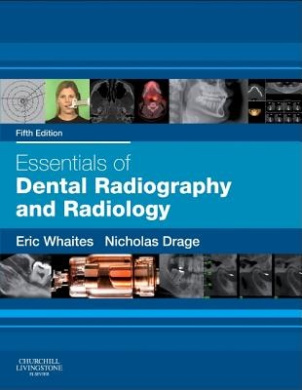 Fifth Edition
Essentials of
Dental Radiography
and Radiology
Eric Whaites Nicholas Drage
CHURCHILL
LIVINGSTONE
ELSEVIER